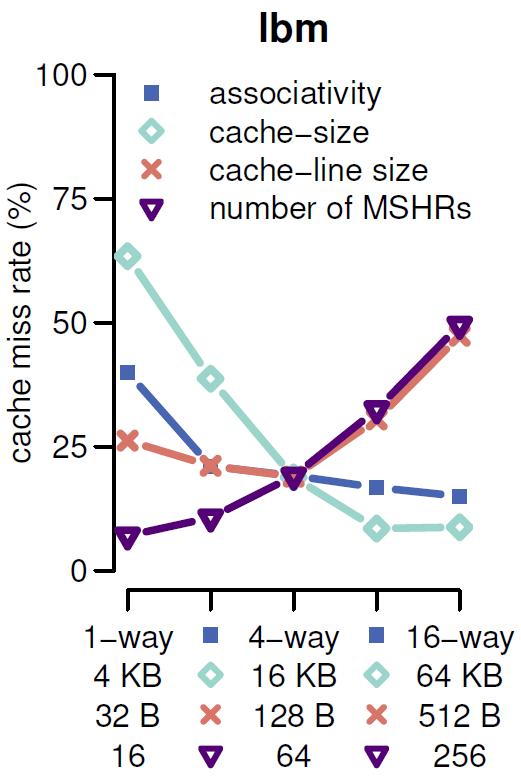 lbm
100
associativity
cache−size
cache−line size
75
number of MSHRs
cache miss rate (%)
50
25
0
1−way 4−way 16−way
4 KB 16 KB 64 KB
32 B 128 B 512 B
16 64 256